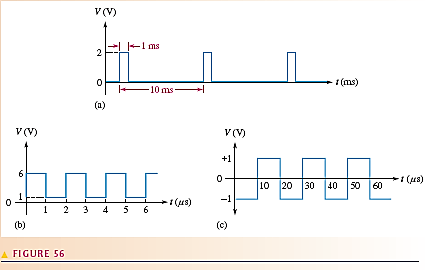 V (V)
2
1 ms
0
t (ms)
10 ms
(a)
V (V)
6
1
0
1 2 3 4 5 6
t (μs)
(b)
V (V)
+1
0
10 20 30 40 50 60
t (μs)
−1
(c)
FIGURE 56